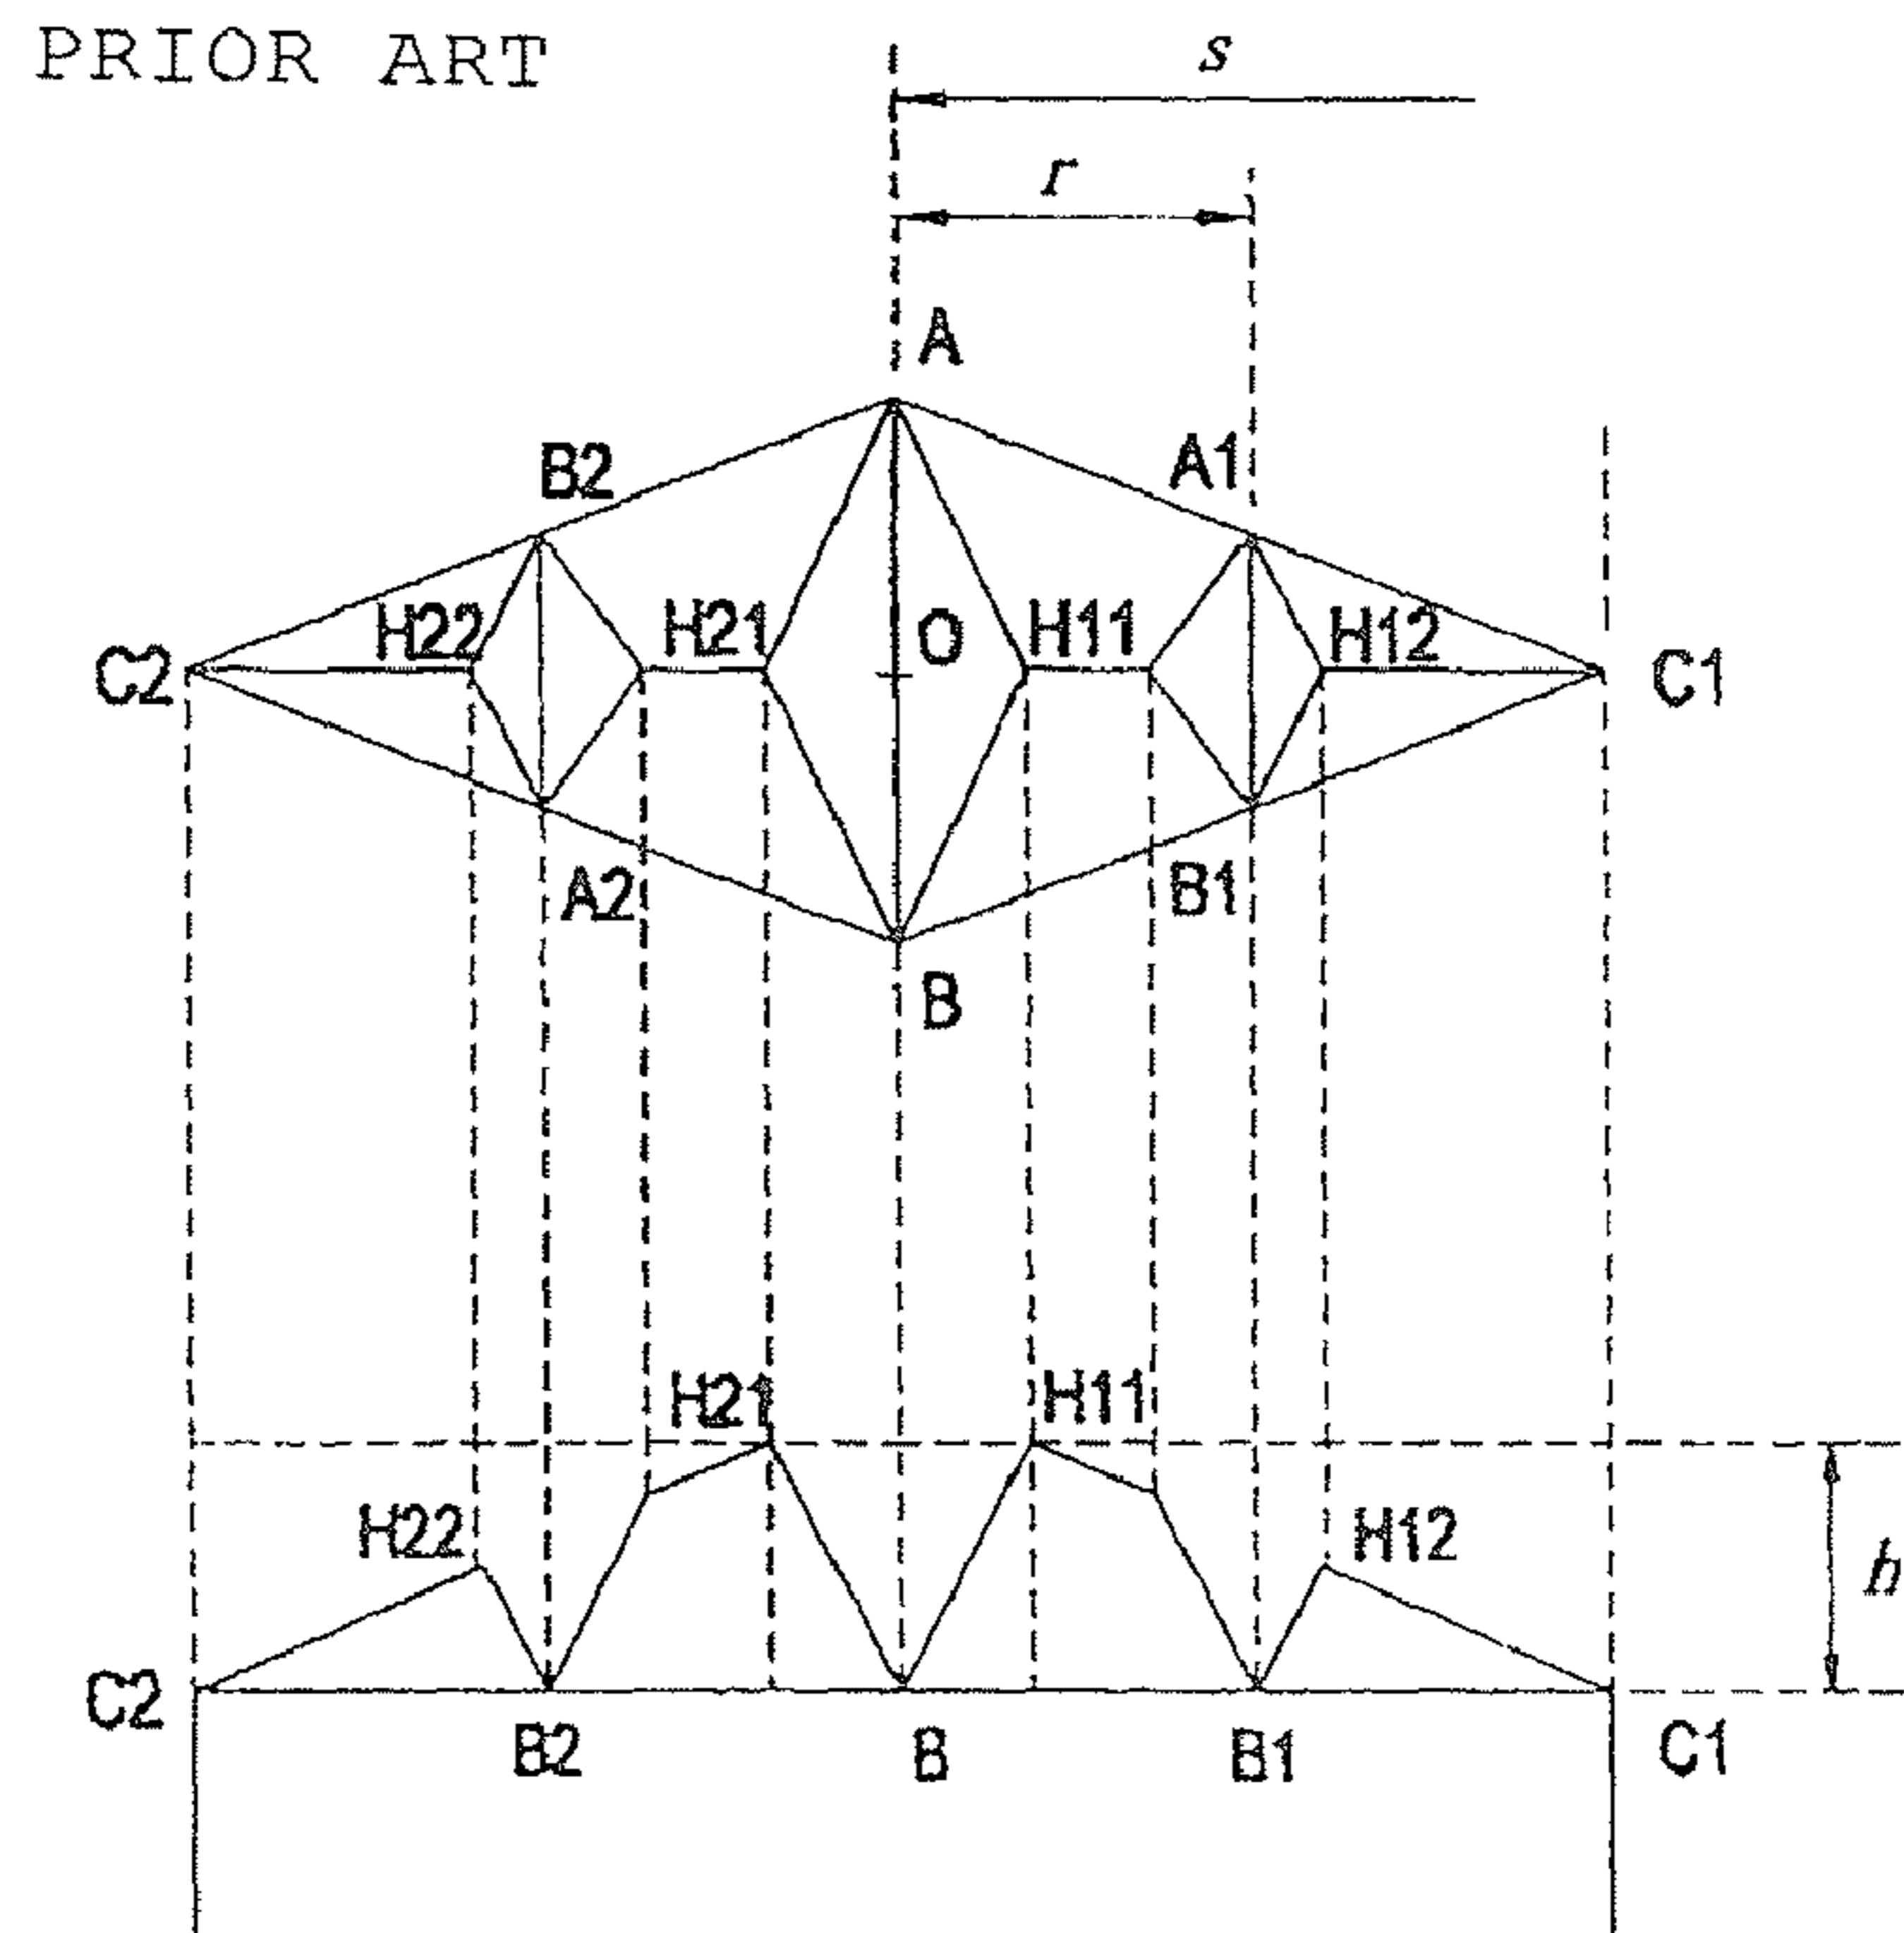 PRIOR ART
s
r
A
B2 A1
H22 H21 O H11 H12
C2 C1
A2 B1
B
H21 H11
H22 H12
h
C2 B2 B B1 C1